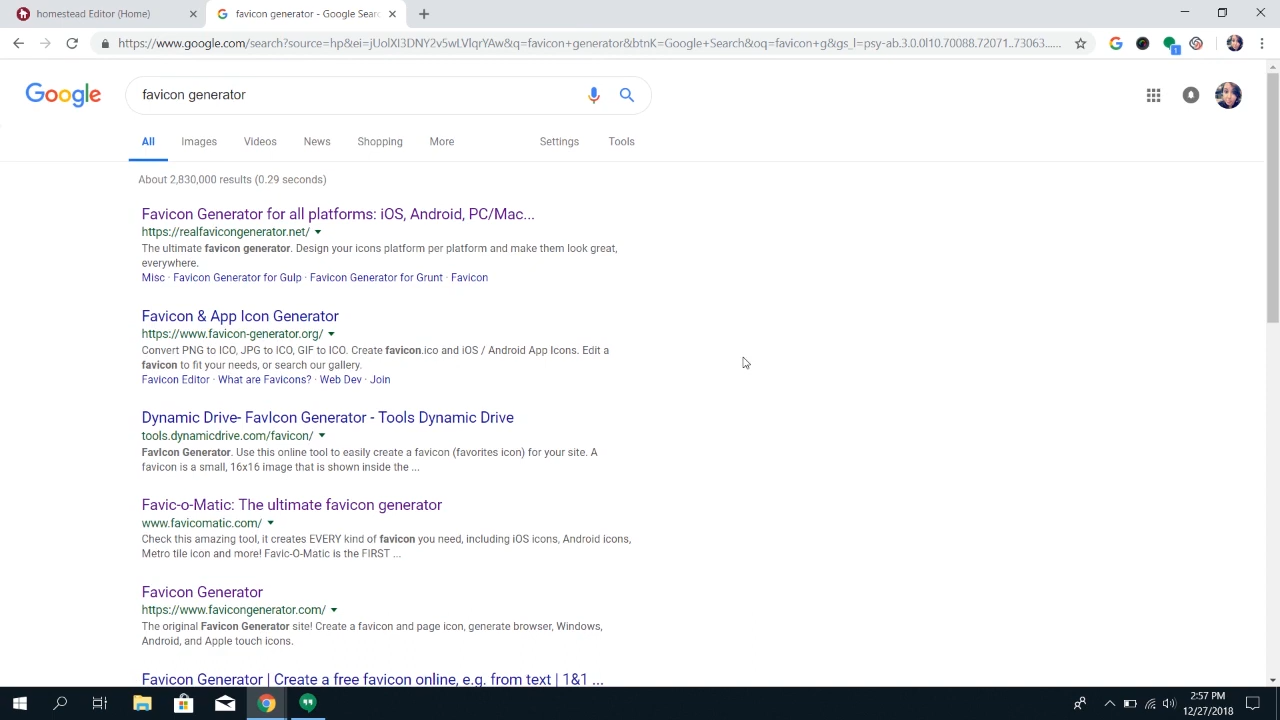 homestead Editor (Home)
favicon generator - Google Sear
https://www.google.com/search?source=hp&ei=jUolXI3DNY2v5wLVlqrYAw&q=favicon+generator&btnK=Google+Search&oq=favicon+g&gs_l=psy-ab.3.0.0l10.70088.72071..73063......
Google
favicon generator
All Images Videos News Shopping More Settings Tools
About 2,830,000 results (0.29 seconds)
Favicon Generator for all platforms: iOS, Android, PC/Mac...
https://realfavicongenerator.net/
The ultimate favicon generator. Design your icons platform per platform and make them look great,
everywhere.
Misc · Favicon Generator for Gulp · Favicon Generator for Grunt · Favicon
Favicon & App Icon Generator
https://www.favicon-generator.org/
Convert PNG to ICO, JPG to ICO, GIF to ICO. Create favicon.ico and iOS / Android App Icons. Edit a
favicon to fit your needs, or search our gallery.
Favicon Editor · What are Favicons? · Web Dev · Join
Dynamic Drive- FavIcon Generator - Tools Dynamic Drive
tools.dynamicdrive.com/favicon/
FavIcon Generator. Use this online tool to easily create a favicon (favorites icon) for your site. A
favicon is a small, 16x16 image that is shown inside the ...
Favic-o-Matic: The ultimate favicon generator
www.favicomatic.com/
Check this amazing tool, it creates EVERY kind of favicon you need, including iOS icons, Android icons,
Metro tile icon and more! Favic-O-Matic is the FIRST ...
Favicon Generator
https://www.favicongenerator.com/
The original Favicon Generator site! Create a favicon and page icon, generate browser, Windows,
Android, and Apple touch icons.
Favicon Generator | Create a free favicon online, e.g. from text | 1&1 ...
2:57 PM
12/27/2018